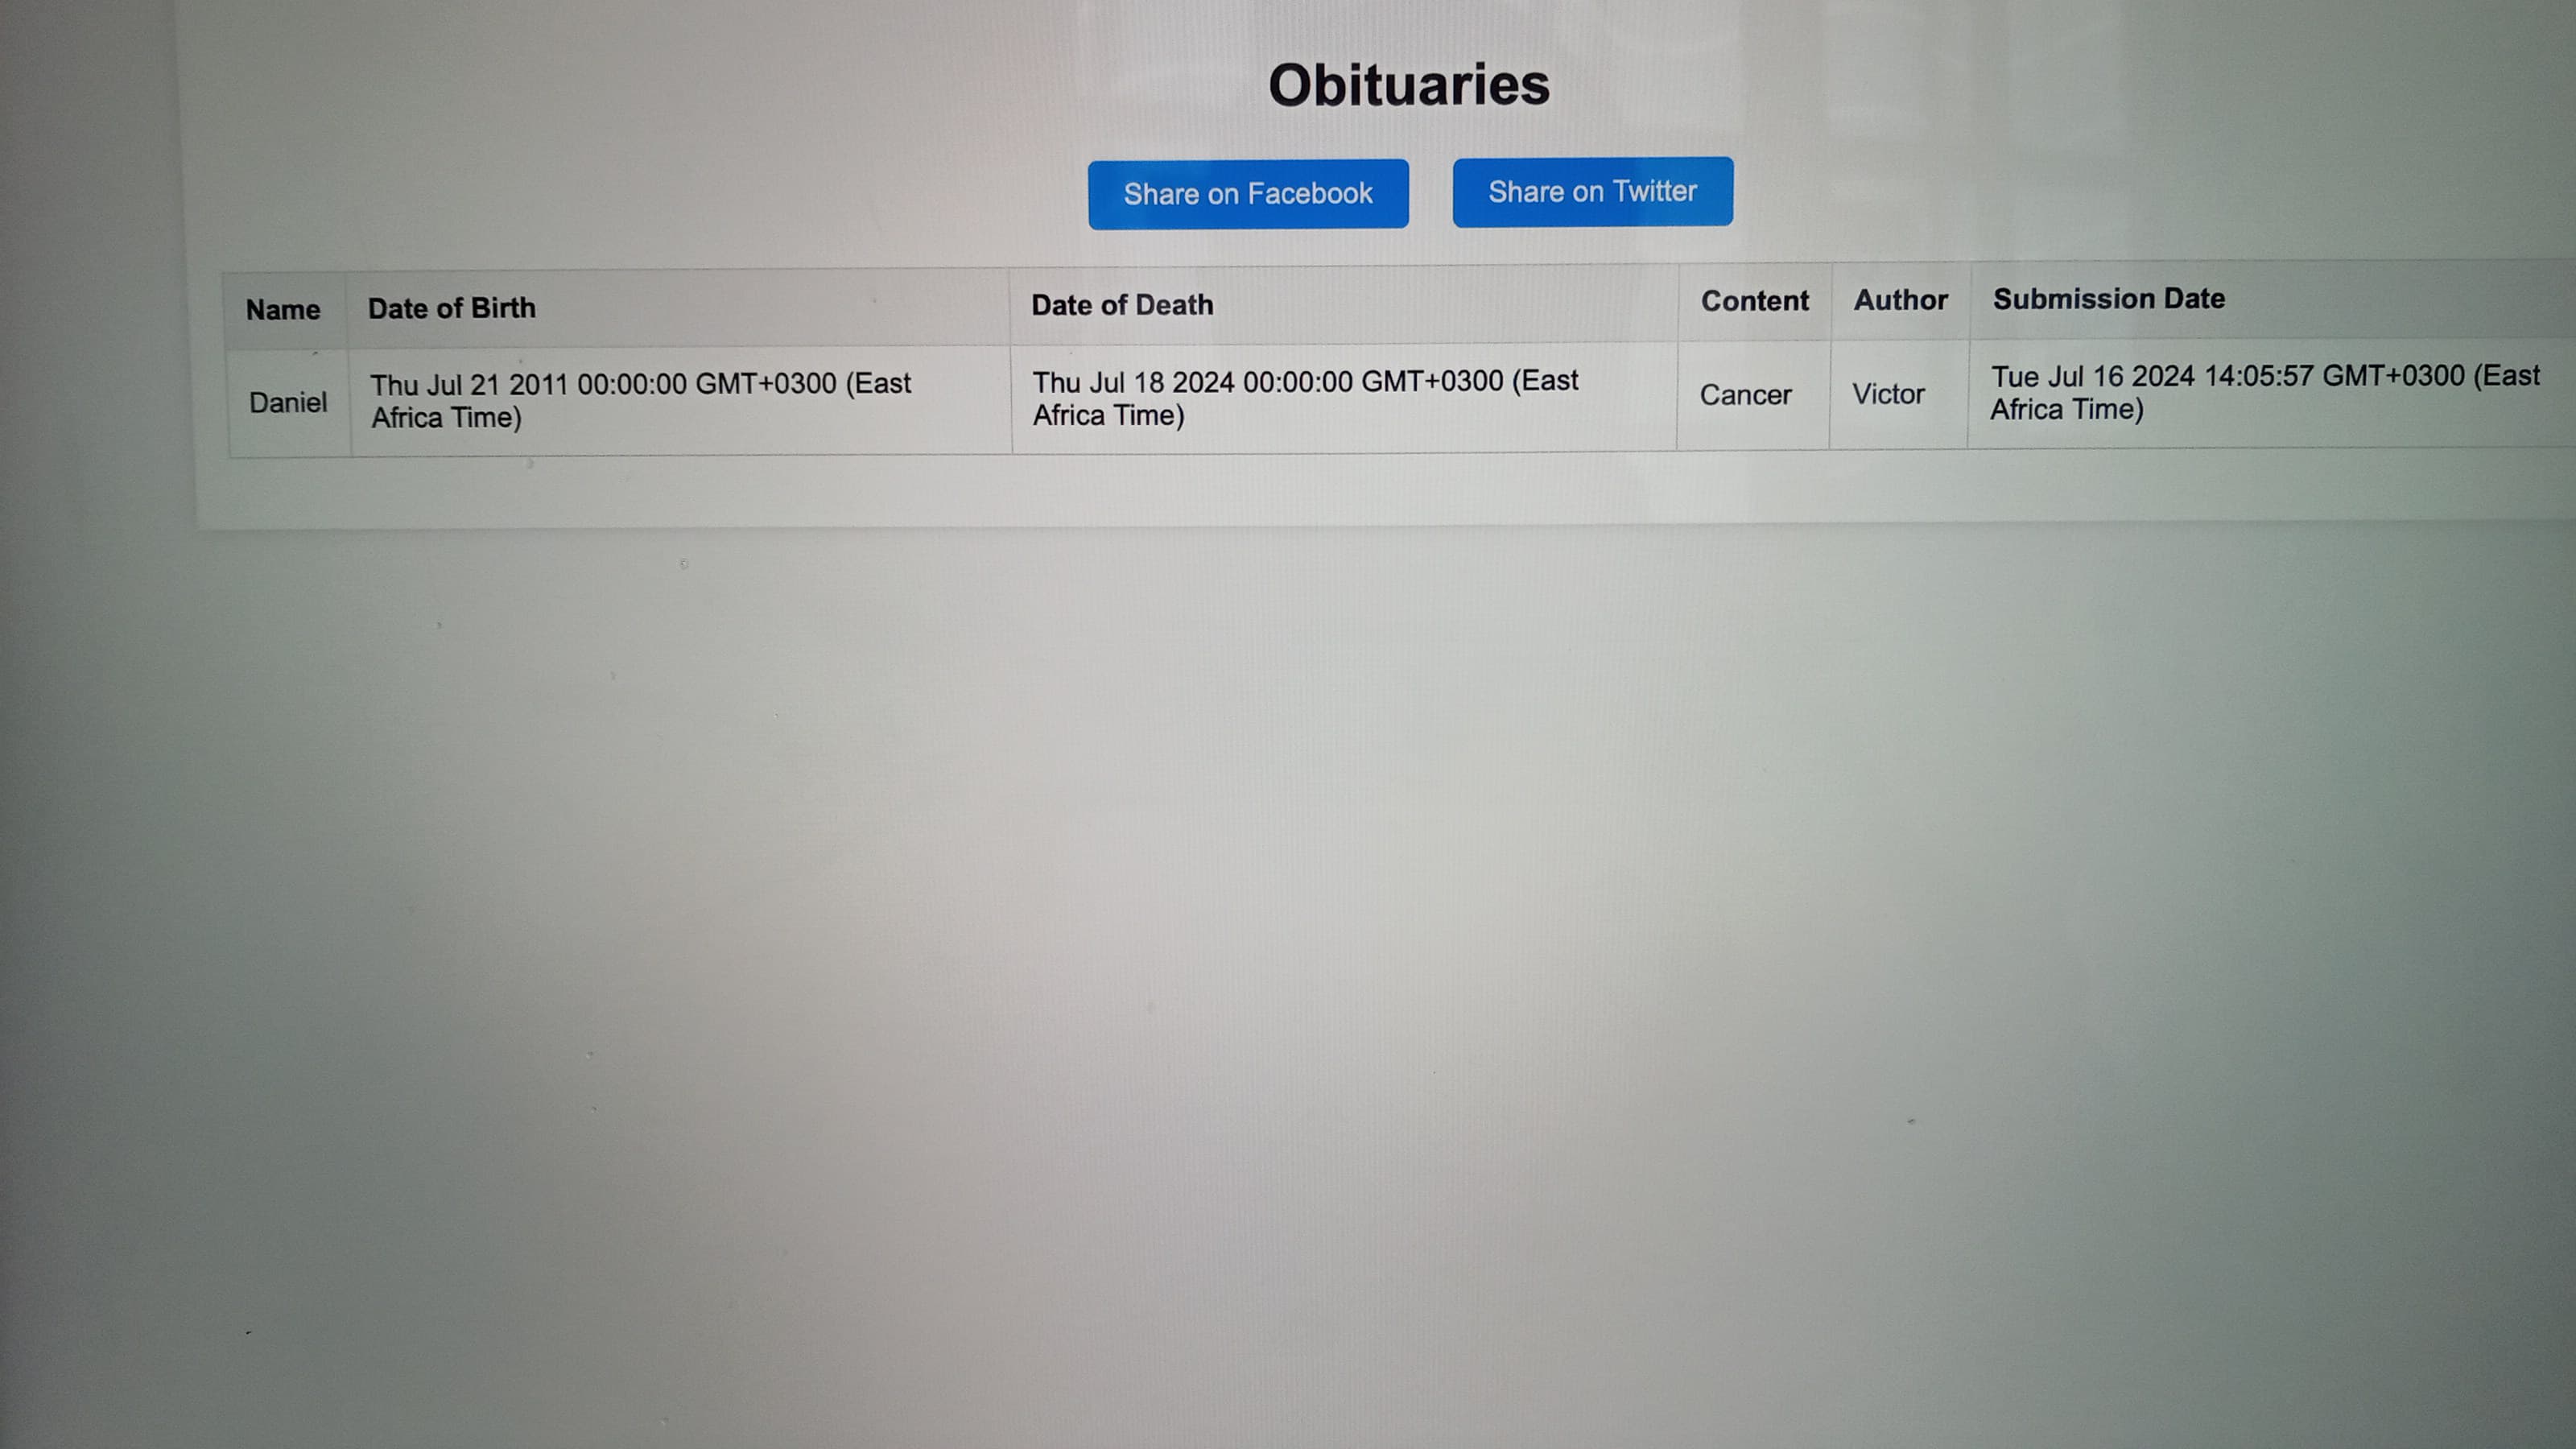 Obituaries
Share on Facebook Share on Twitter
Name Date of Birth Date of Death Content Author Submission Date
Daniel Thu Jul 21 2011 00:00:00 GMT+0300 (East Africa Time) Thu Jul 18 2024 00:00:00 GMT+0300 (East Africa Time) Cancer Victor Tue Jul 16 2024 14:05:57 GMT+0300 (East Africa Time)